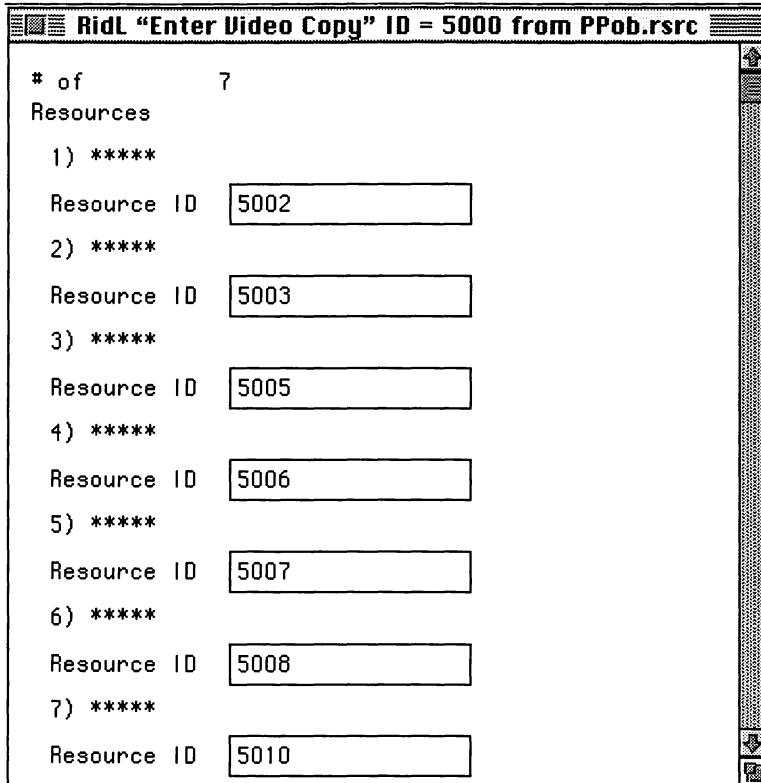 RidL “Enter Video Copy” ID = 5000 from PPob.rsrc
# of 7
Resources
1) *****
Resource ID 5002
2) *****
Resource ID 5003
3) *****
Resource ID 5005
4) *****
Resource ID 5006
5) *****
Resource ID 5007
6) *****
Resource ID 5008
7) *****
Resource ID 5010